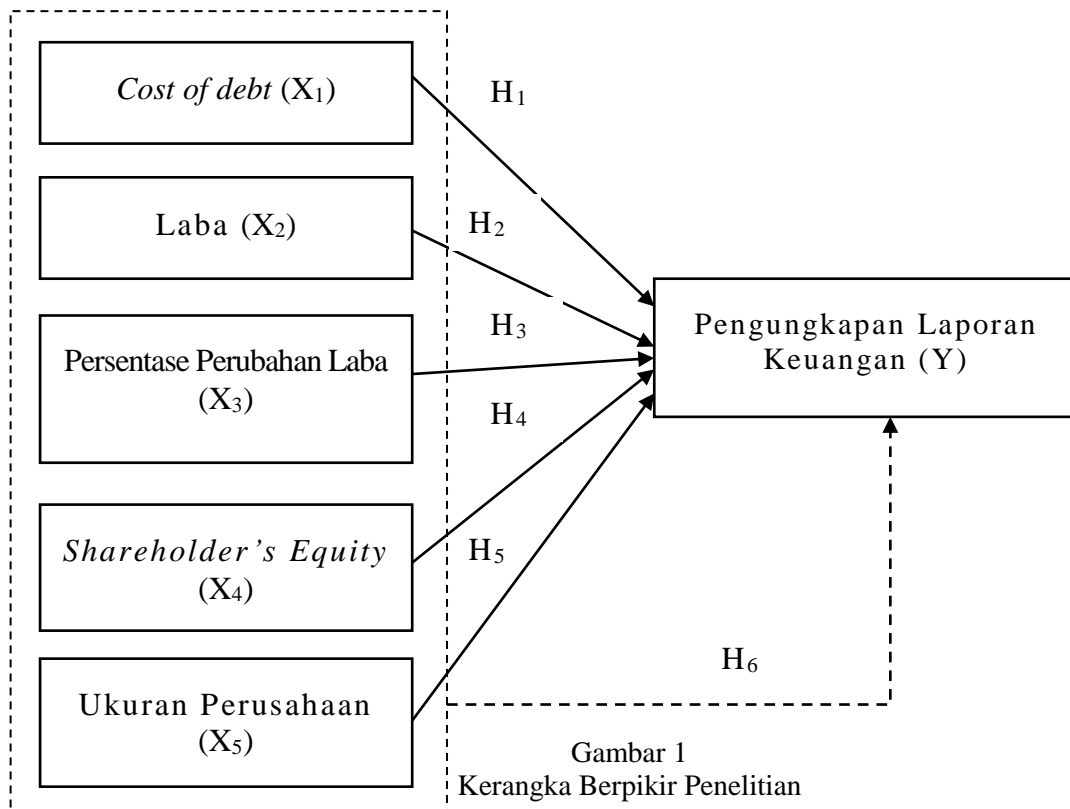 Cost of debt (X₁)
H₁
Laba (X₂)
H₂
Persentase Perubahan Laba
(X₃)
H₃
Pengungkapan Laporan
Keuangan (Y)
H₄
Shareholder’s Equity
(X₄)
H₅
Ukuran Perusahaan
(X₅)
H₆
Gambar 1
Kerangka Berpikir Penelitian